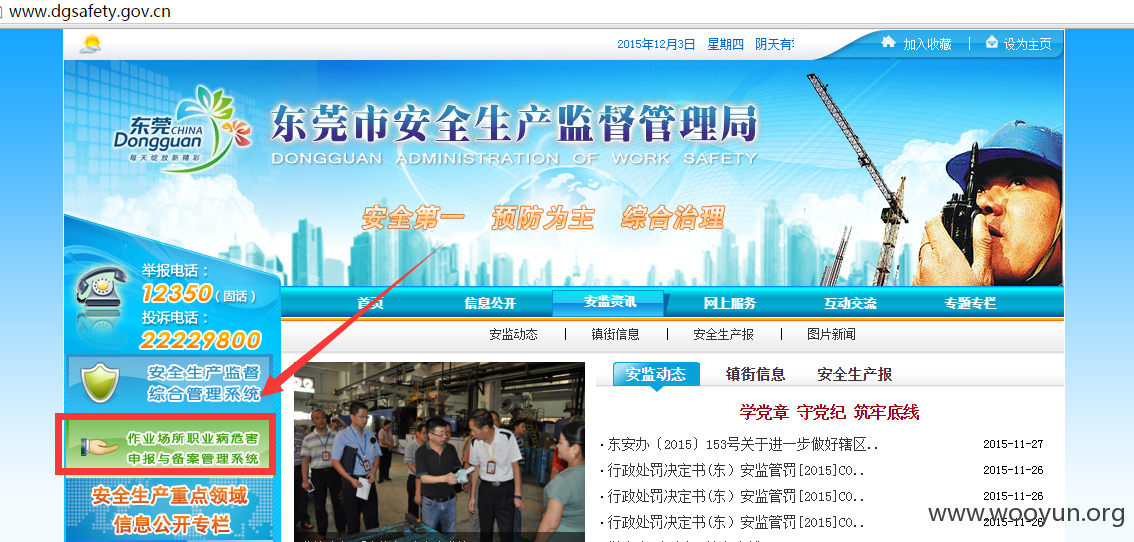 www.dgsafety.gov.cn
2015年12月3日 星期四 阴天有
加入收藏 | 设为主页
东莞 CHINA
Dongguan
每天绽放新精彩
东莞市安全生产监督管理局
DONGGUAN ADMINISTRATION OF WORK SAFETY
安全第一 预防为主 综合治理
举报电话：
12350(固话)
投诉电话：
22229800
首页 信息公开 安监资讯 网上服务 互动交流 专题专栏
安监动态 | 镇街信息 | 安全生产报 | 图片新闻
安全生产监督
综合管理系统
作业场所职业病危害
申报与备案管理系统
安全生产重点领域
信息公开专栏
安监动态 镇街信息 安全生产报
学党章 守党纪 筑牢底线
·东安办〔2015〕153号关于进一步做好辖区.. 2015-11-27
·行政处罚决定书(东）安监管罚[2015]CO.. 2015-11-26
·行政处罚决定书(东）安监管罚[2015]CO.. 2015-11-26
·行政处罚决定书(东）安监管罚[2015]CO.. 2015-11-26
www.wooyun.org